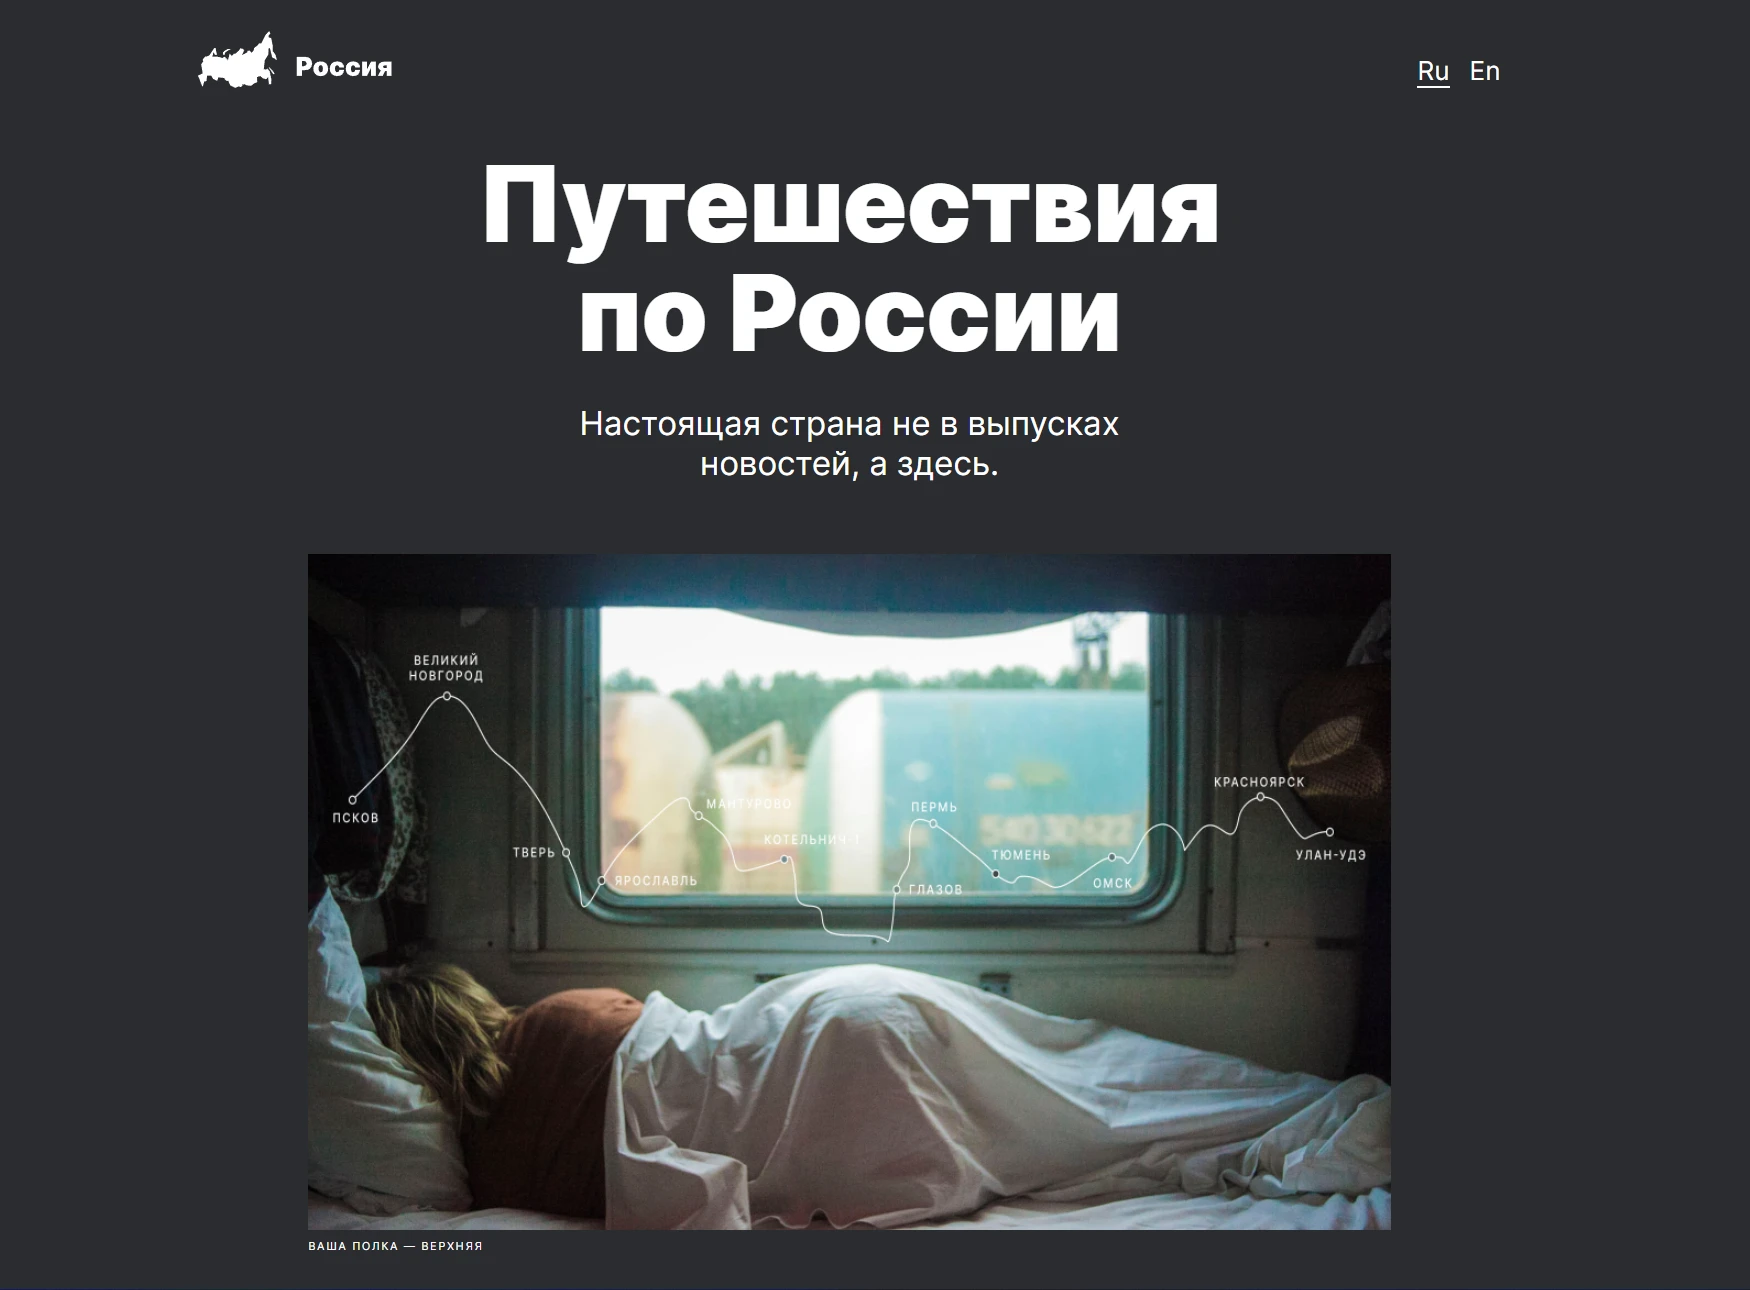 Россия
Ru En
Путешествия
по России
Настоящая страна не в выпусках
новостей, а здесь.
ВЕЛИКИЙ
НОВГОРОД
ПСКОВ
ТВЕРЬ
ЯРОСЛАВЛЬ
МАНТУРОВО
КОТЕЛЬНИЧ-1
ПЕРМЬ
ГЛАЗОВ
ТЮМЕНЬ
ОМСК
КРАСНОЯРСК
УЛАН-УДЭ
ВАША ПОЛКА — ВЕРХНЯЯ